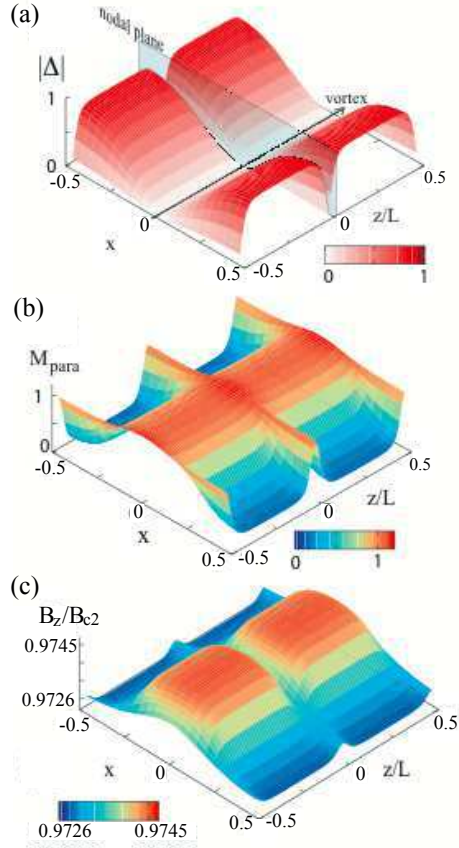 (a)
nodal plane
|Δ|
vortex
1
0
-0.5
0.5
0
z/L
x
0
0.5
-0.5
0 1
(b)
M_para
1
0
-0.5
0.5
0
z/L
x
0
0.5
-0.5
0 1
(c)
B_z/B_c2
0.9745
0.9726
-0.5
0.5
0
z/L
x
0
0.5
-0.5
0.9726 0.9745